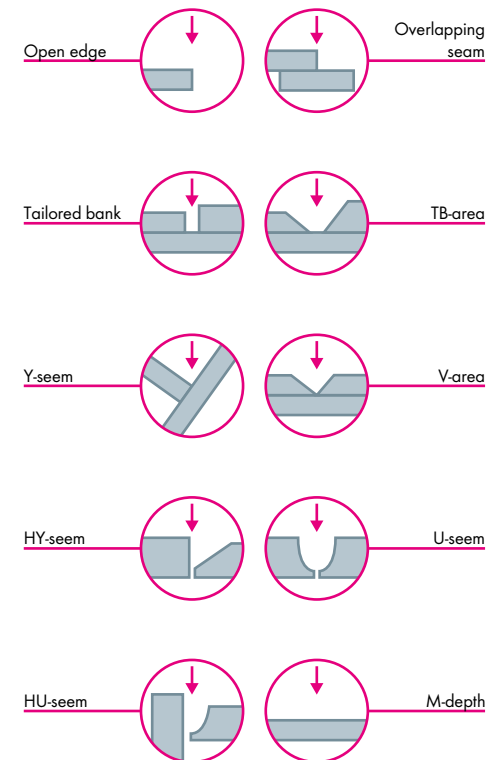 Open edge
Overlapping
seam
Tailored bank
TB-area
Y-seem
V-area
HY-seem
U-seem
HU-seem
M-depth